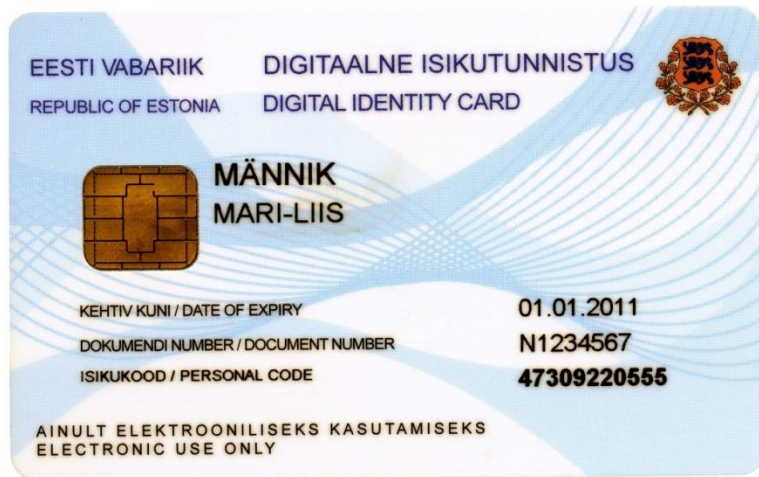 EESTI VABARIIK DIGITAALNE ISIKUTUNNISTUS
REPUBLIC OF ESTONIA DIGITAL IDENTITY CARD
MÄNNIK
MARI-LIIS
KEHTIV KUNI / DATE OF EXPIRY 01.01.2011
DOKUMENDI NUMBER / DOCUMENT NUMBER N1234567
ISIKUKOOD / PERSONAL CODE 47309220555
AINULT ELEKTROONILISEKS KASUTAMISEKS
ELECTRONIC USE ONLY